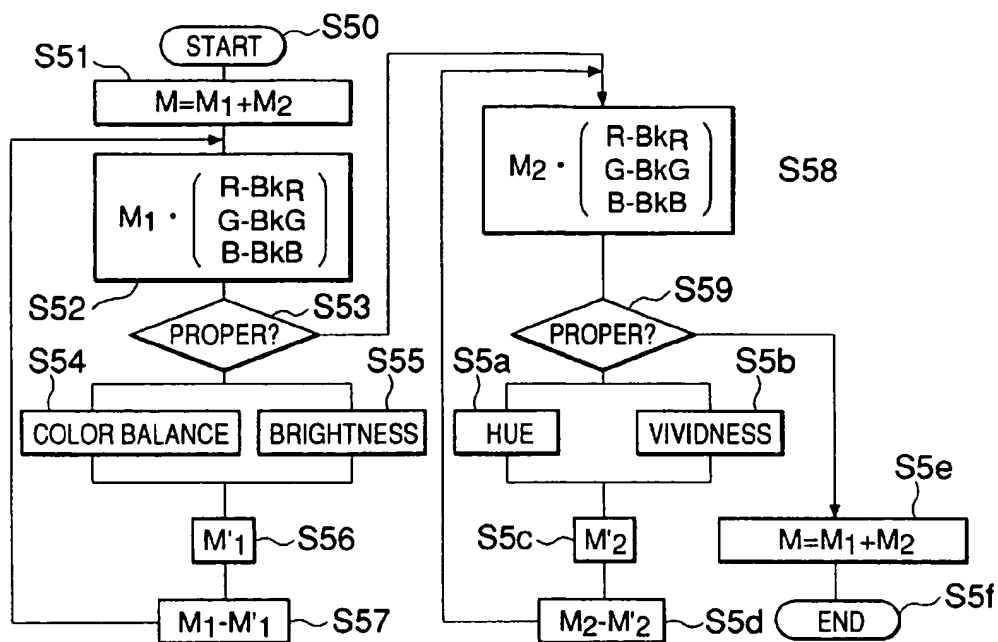 S50
START
S51
M=M1+M2
M1 · ( R-BkR
G-BkG
B-BkB )
S52
S53
PROPER?
S54
S55
COLOR BALANCE
BRIGHTNESS
M'1
S56
M1-M'1
S57
M2 · ( R-BkR
G-BkG
B-BkB )
S58
S59
PROPER?
S5a
S5b
HUE
VIVIDNESS
S5c
M'2
M2-M'2
S5d
S5e
M=M1+M2
END
S5f